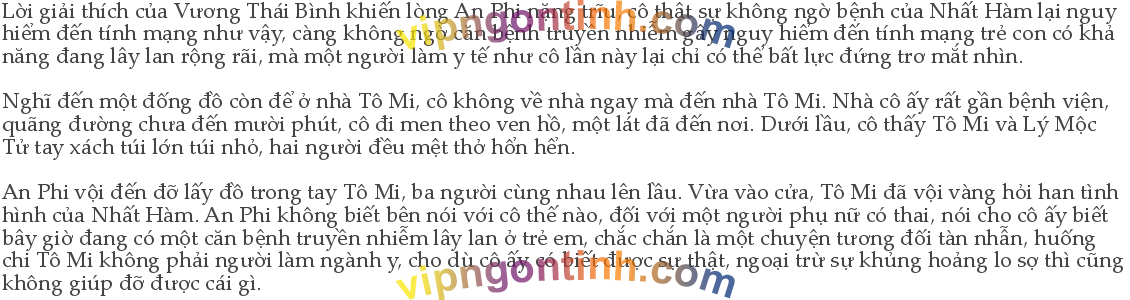 Lời giải thích của Vương Thái Bình khiến lòng An Phi nặng trĩu, cô thật sự không ngờ bệnh của Nhất Hàm lại nguy
hiểm đến tính mạng như vậy, càng không ngờ căn bệnh truyền nhiễm gây nguy hiểm đến tính mạng trẻ con có khả
năng đang lây lan rộng rãi, mà một người làm y tế như cô lần này lại chỉ có thể bất lực đứng trơ mắt nhìn.
Nghĩ đến một đống đồ còn để ở nhà Tô Mi, cô không về nhà ngay mà đến nhà Tô Mi. Nhà cô ấy rất gần bệnh viện,
quãng đường chưa đến mười phút, cô đi men theo ven hồ, một lát đã đến nơi. Dưới lầu, cô thấy Tô Mi và Lý Mộc
Tử tay xách túi lớn túi nhỏ, hai người đều mệt thở hổn hển.
An Phi vội đến đỡ lấy đồ trong tay Tô Mi, ba người cùng nhau lên lầu. Vừa vào cửa, Tô Mi đã vội vàng hỏi han tình
hình của Nhất Hàm. An Phi không biết bên nói với cô thế nào, đối với một người phụ nữ có thai, nói cho cô ấy biết
bây giờ đang có một căn bệnh truyền nhiễm lây lan ở trẻ em, chắc chắn là một chuyện tương đối tàn nhẫn, huống
chi Tô Mi không phải người làm ngành y, cho dù cô ấy có biết được sự thật, ngoại trừ sự khủng hoảng lo sợ thì cũng
không giúp đỡ được cái gì.
vipngontinh.com
vipngontinh.com